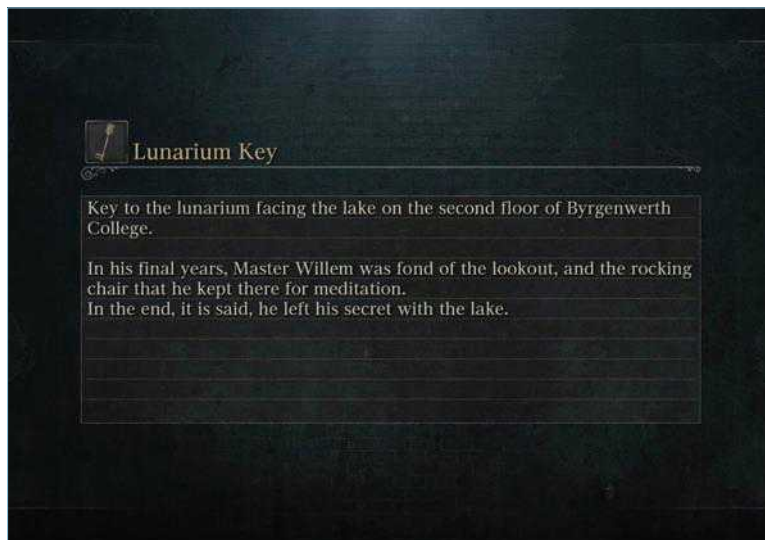 Lunarium Key
Key to the lunarium facing the lake on the second floor of Byrgenwerth
College.
In his final years, Master Willem was fond of the lookout, and the rocking
chair that he kept there for meditation.
In the end, it is said, he left his secret with the lake.